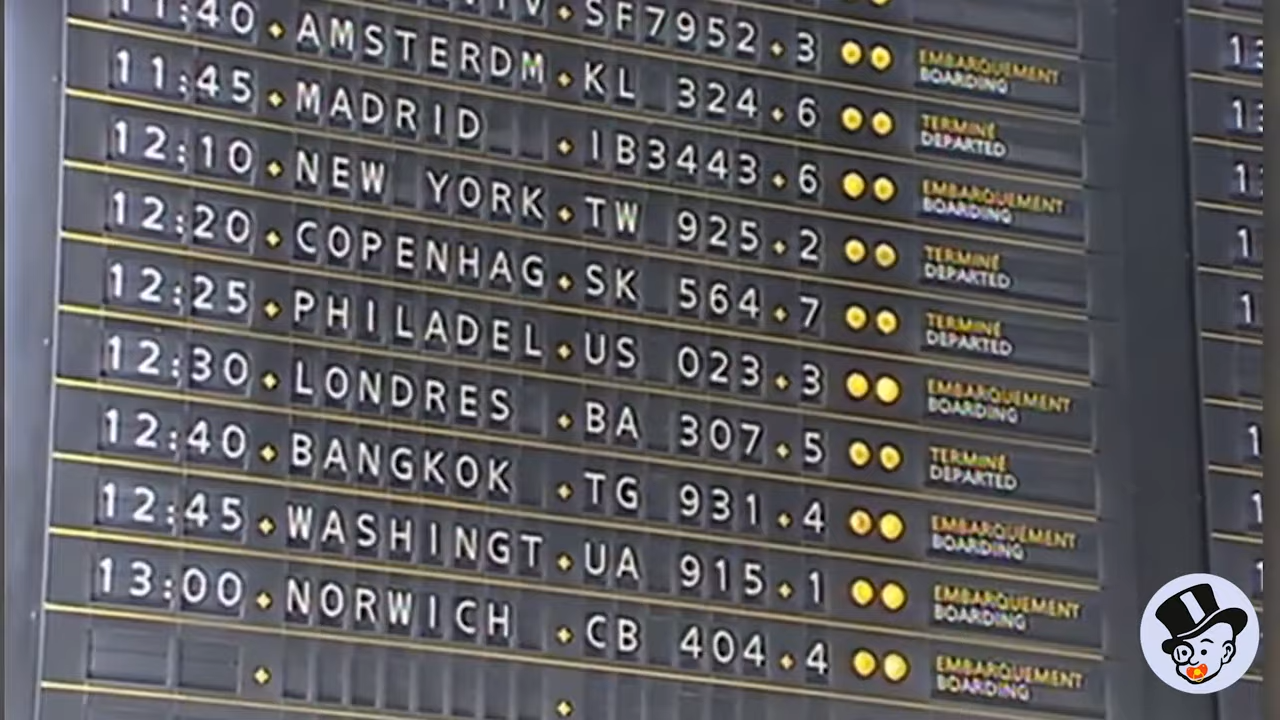 SF7952 3 EMBARQUEMENT
BOARDING
11:40 AMSTERDM KL 324 6 TERMINÉ
DEPARTED
11:45 MADRID IB3443 6 EMBARQUEMENT
BOARDING
12:10 NEW YORK TW 925 2 TERMINÉ
DEPARTED
12:20 COPENHAG SK 564 7 TERMINÉ
DEPARTED
12:25 PHILADEL US 023 3 EMBARQUEMENT
BOARDING
12:30 LONDRES BA 307 5 TERMINÉ
DEPARTED
12:40 BANGKOK TG 931 4 EMBARQUEMENT
BOARDING
12:45 WASHINGT UA 915 1 EMBARQUEMENT
BOARDING
13:00 NORWICH CB 404 4 EMBARQUEMENT
BOARDING